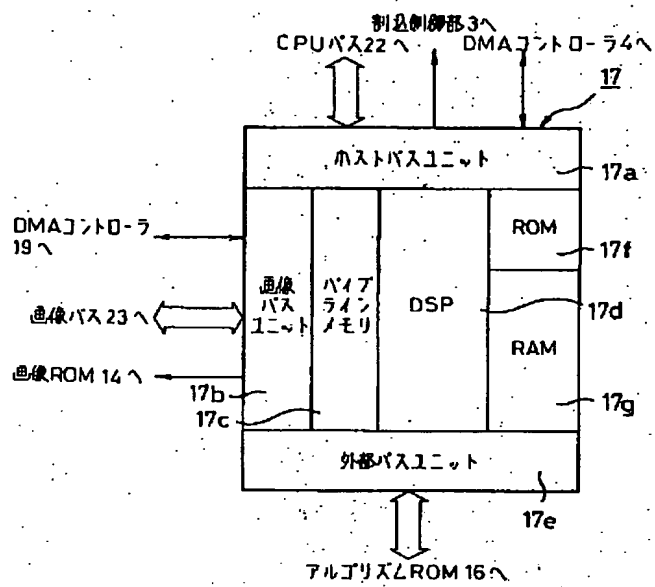 割込制御部3へ
CPUバス22へ
DMAコントローラ4へ
17
ホストバスユニット
17a
DMAコントローラ
19へ
ROM
17f
画像
バス
ユニット
パイプ
ライン
メモリ
DSP
17d
画像バス23へ
RAM
画像ROM14へ
17b
17c
17g
外部バスユニット
17e
アルゴリズムROM16へ